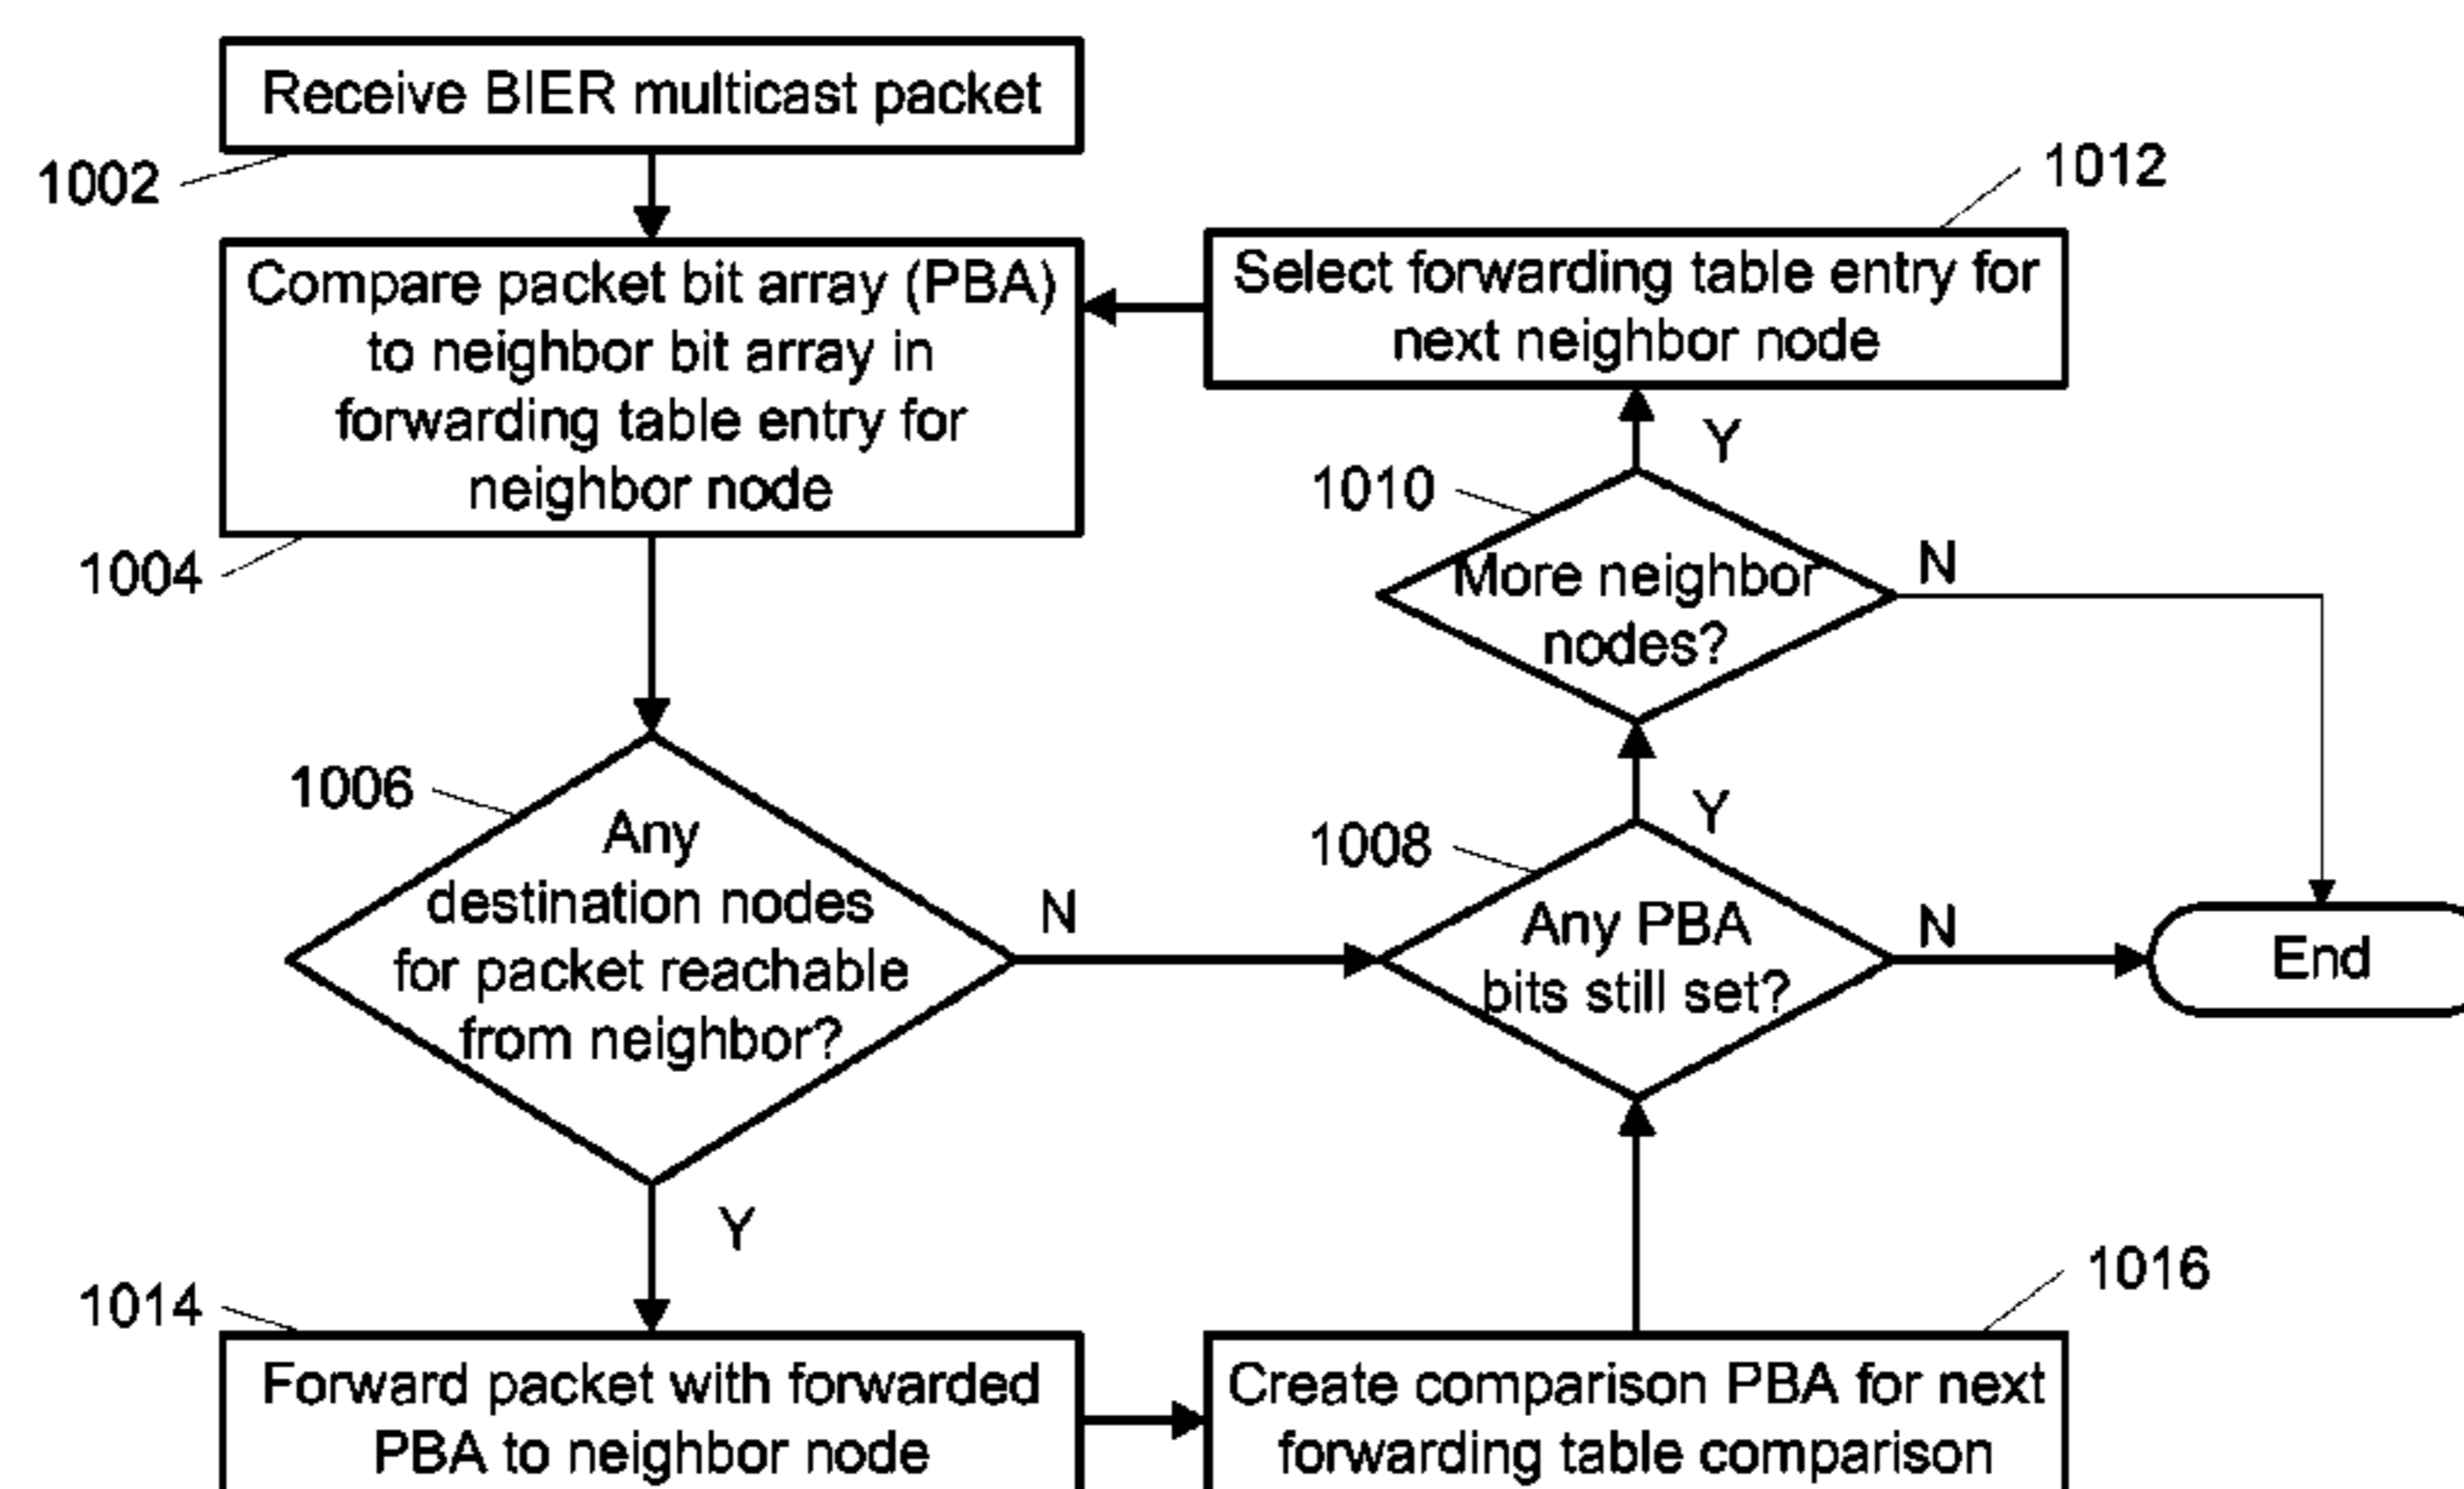 Receive BIER multicast packet
1002
1012
Compare packet bit array (PBA)
to neighbor bit array in
forwarding table entry for
neighbor node
1004
Select forwarding table entry for
next neighbor node
Y
1010
More neighbor
nodes?
N
1006
Any
destination nodes
for packet reachable
from neighbor?
N
Y
1008
Any PBA
bits still set?
Y
N
End
1014
Forward packet with forwarded
PBA to neighbor node
1016
Create comparison PBA for next
forwarding table comparison